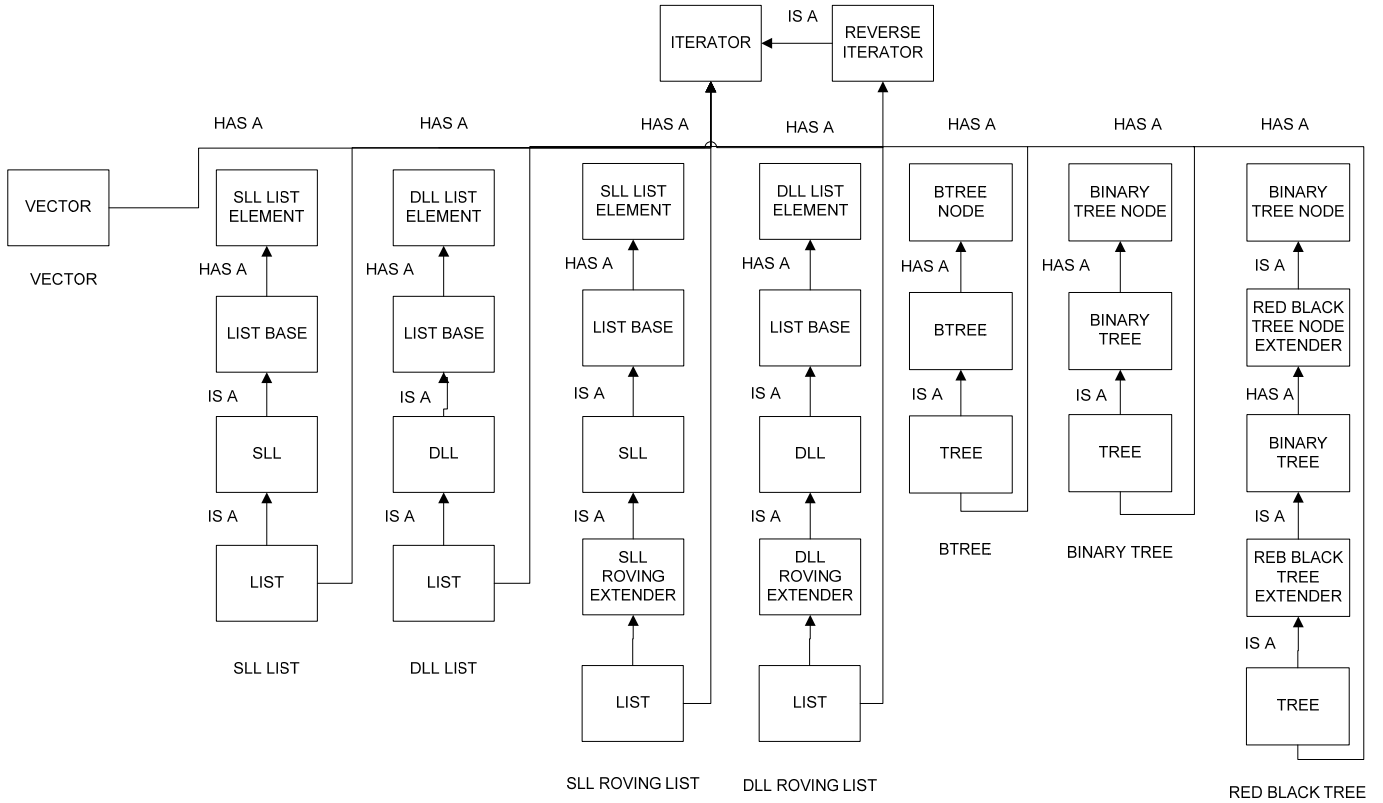 IS A
ITERATOR
REVERSE
ITERATOR
HAS A
HAS A
HAS A
HAS A
HAS A
HAS A
HAS A
VECTOR
VECTOR
SLL LIST
ELEMENT
HAS A
LIST BASE
IS A
SLL
IS A
LIST
SLL LIST
DLL LIST
ELEMENT
HAS A
LIST BASE
IS A
DLL
IS A
LIST
DLL LIST
SLL LIST
ELEMENT
HAS A
LIST BASE
IS A
SLL
IS A
SLL
ROVING
EXTENDER
LIST
SLL ROVING LIST
DLL LIST
ELEMENT
HAS A
LIST BASE
IS A
DLL
IS A
DLL
ROVING
EXTENDER
LIST
DLL ROVING LIST
BTREE
NODE
HAS A
BTREE
IS A
TREE
BTREE
BINARY
TREE NODE
HAS A
BINARY
TREE
IS A
TREE
BINARY TREE
BINARY
TREE NODE
IS A
RED BLACK
TREE NODE
EXTENDER
HAS A
BINARY
TREE
IS A
REB BLACK
TREE
EXTENDER
IS A
TREE
RED BLACK TREE